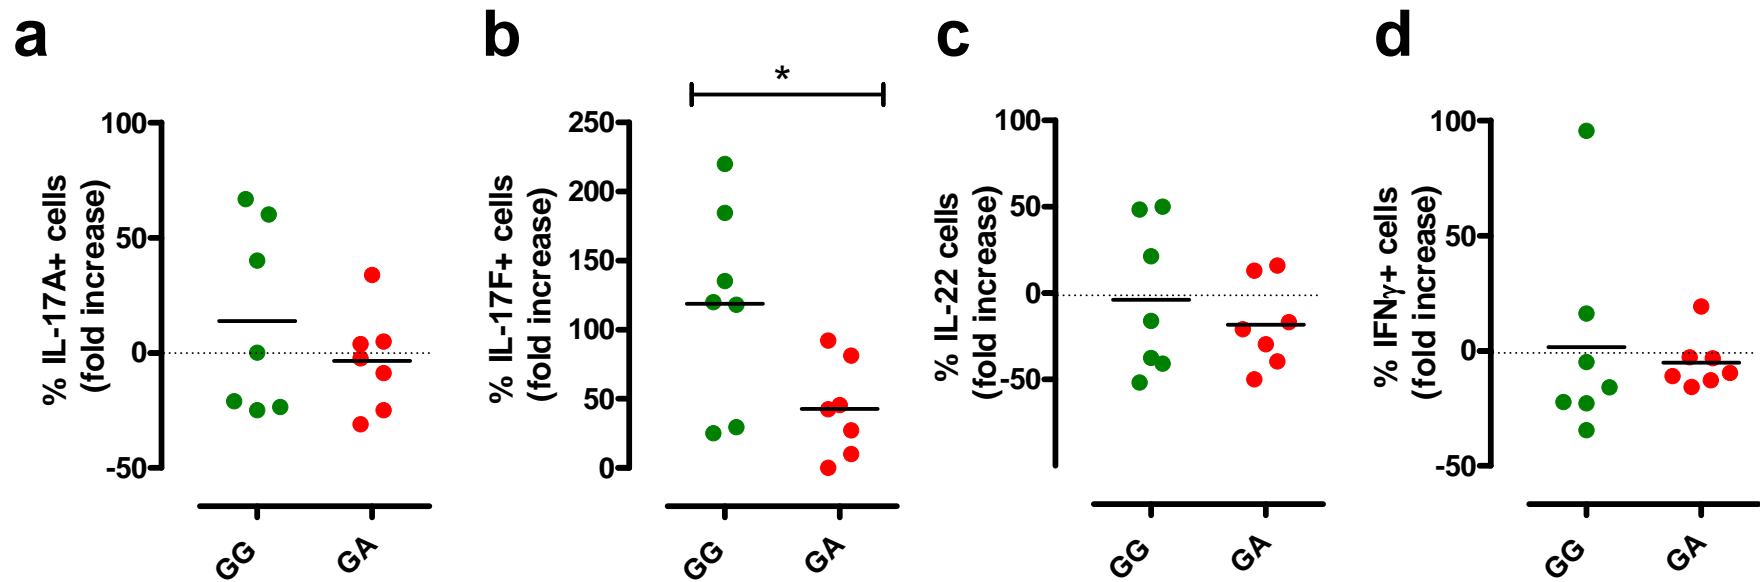 a
% IL-17A+ cells
(fold increase)
100
50
0
-50
GG
GA
b
*
% IL-17F+ cells
(fold increase)
250
200
150
100
50
0
GG
GA
c
% IL-22 cells
(fold increase)
100
50
0
-50
GG
GA
d
% IFNγ+ cells
(fold increase)
100
50
0
-50
GG
GA